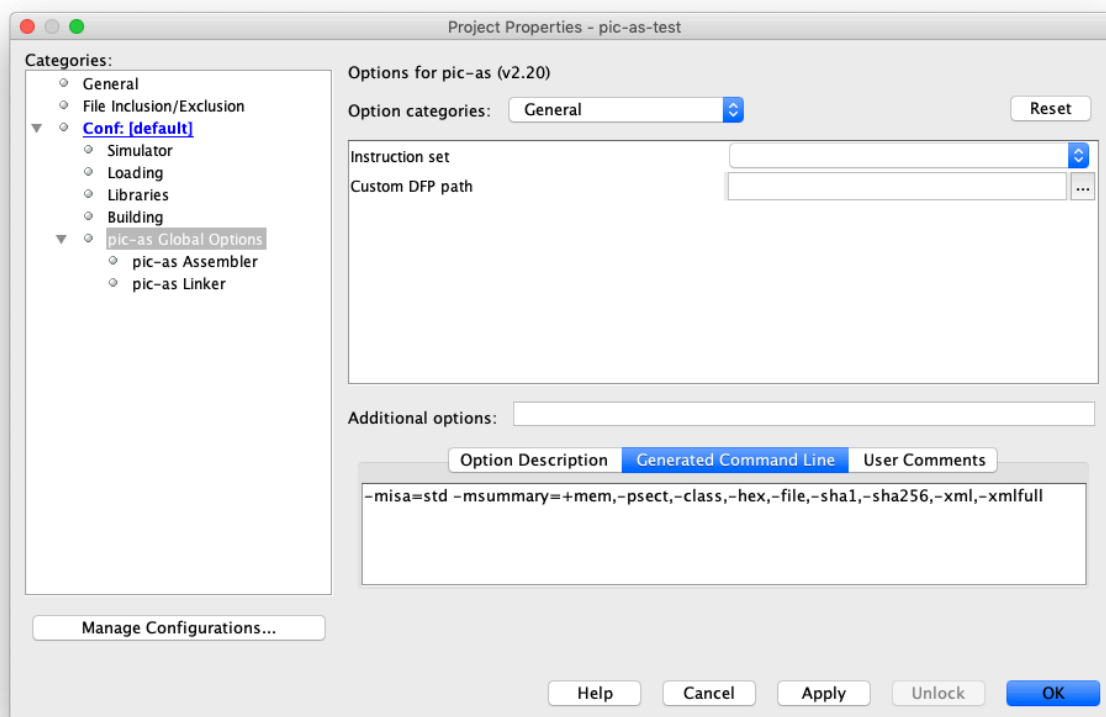 Project Properties - pic-as-test
Categories:
General
File Inclusion/Exclusion
Conf: [default]
Simulator
Loading
Libraries
Building
pic-as Global Options
pic-as Assembler
pic-as Linker
Manage Configurations...
Options for pic-as (v2.20)
Option categories: General Reset
Instruction set
Custom DFP path ...
Additional options:
Option Description Generated Command Line User Comments
-misa=std -msummary=+mem,-psect,-class,-hex,-file,-sha1,-sha256,-xml,-xmlfull
Help Cancel Apply Unlock OK